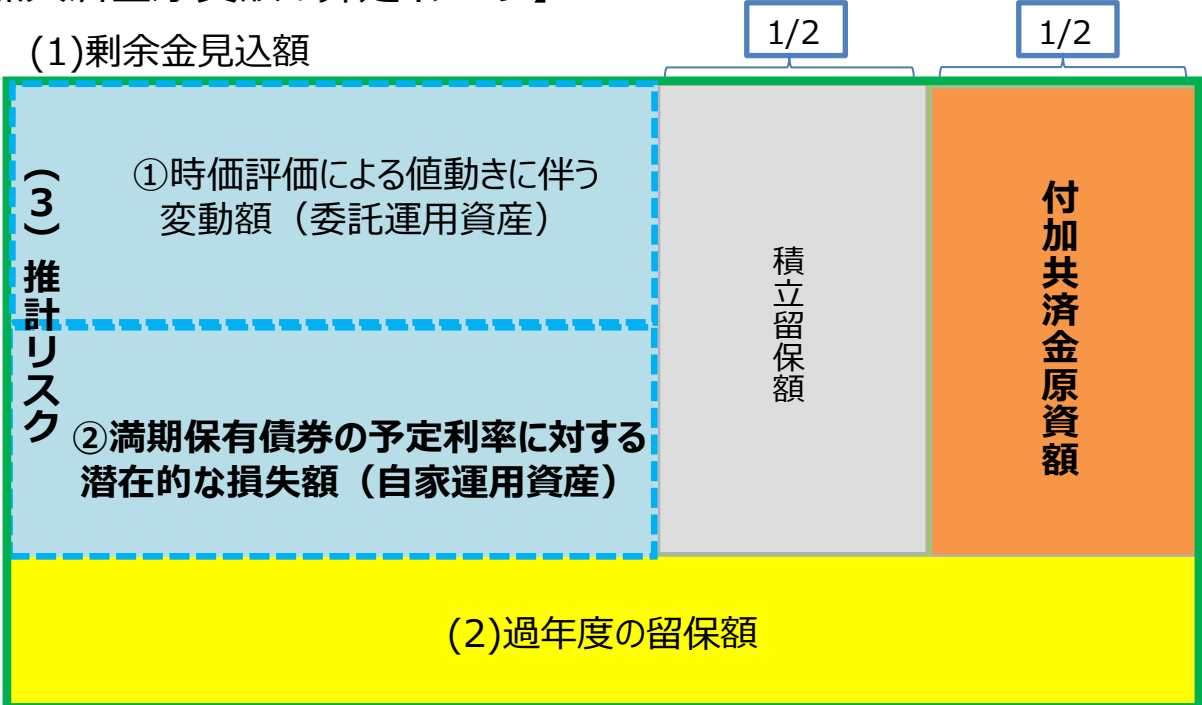 (1)剰余金見込額
1/2
1/2
(3)推計リスク
①時価評価による値動きに伴う
変動額（委託運用資産）
②満期保有債券の予定利率に対する
潜在的な損失額（自家運用資産）
積立留保額
付加共済金原資額
(2)過年度の留保額